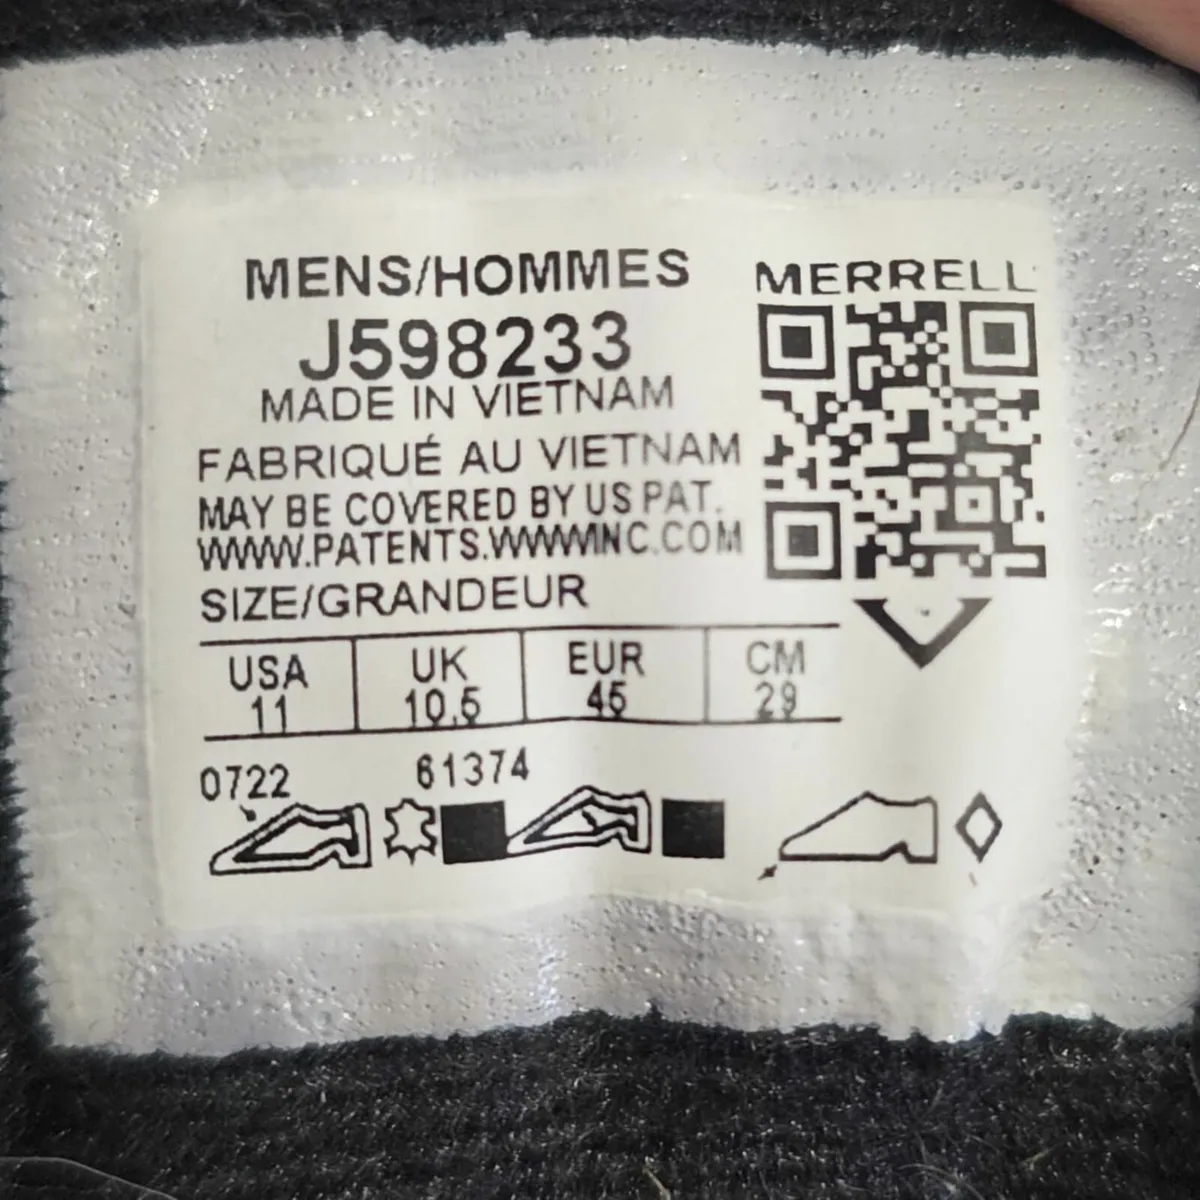 MENS/HOMMES
MERRELL
J598233
MADE IN VIETNAM
FABRIQUÉ AU VIETNAM
MAY BE COVERED BY US PAT.
WWW.PATENTS.WWWINC.COM
SIZE/GRANDEUR
USA UK EUR CM
11 10.5 45 29
0722 61374